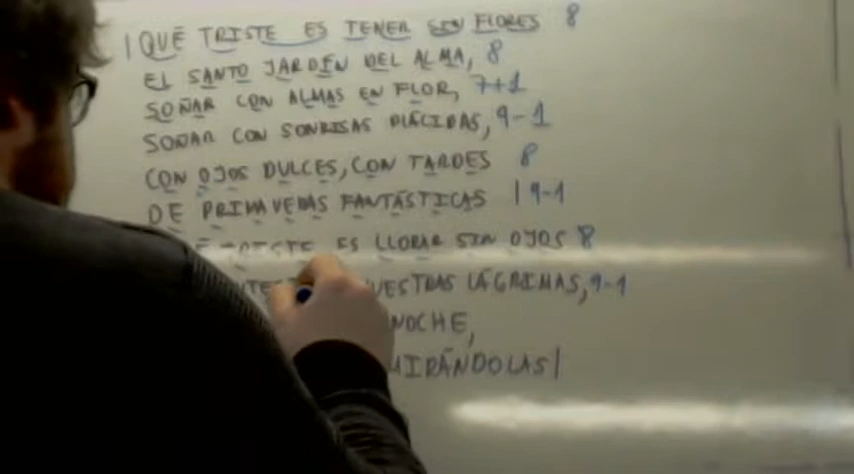 ¡QUÉ TRISTE ES TENER SIN FLORES 8
EL SANTO JARDÍN DEL ALMA, 8
SOÑAR CON ALMAS EN FLOR, 7+1
SOÑAR CON SONRISAS PLÁCIDAS, 9-1
CON OJOS DULCES, CON TARDES 8
DE PRIMAVERAS FANTÁSTICAS | 9-1
TRISTE ES LLORAR SIN OJOS 8
NUESTRAS LÁGRIMAS, 9-1
NOCHE,
MIRÁNDOLAS!